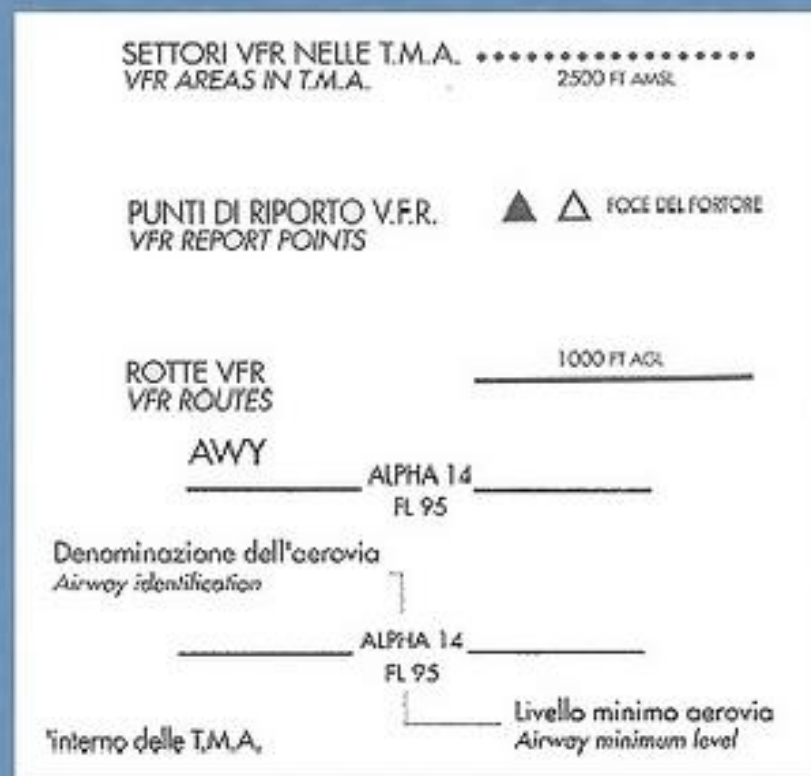 SETTORI VFR NELLE T.M.A.
VFR AREAS IN T.M.A.
2500 FT AMSL
PUNTI DI RIPORTO V.F.R.
VFR REPORT POINTS
FOCE DEL FORTORE
ROTTE VFR
VFR ROUTES
1000 FT AGL
AWY
ALPHA 14
FL 95
Denominazione dell'aerovia
Airway identification
ALPHA 14
FL 95
Livello minimo aerovia
Airway minimum level
'interno delle T.M.A.